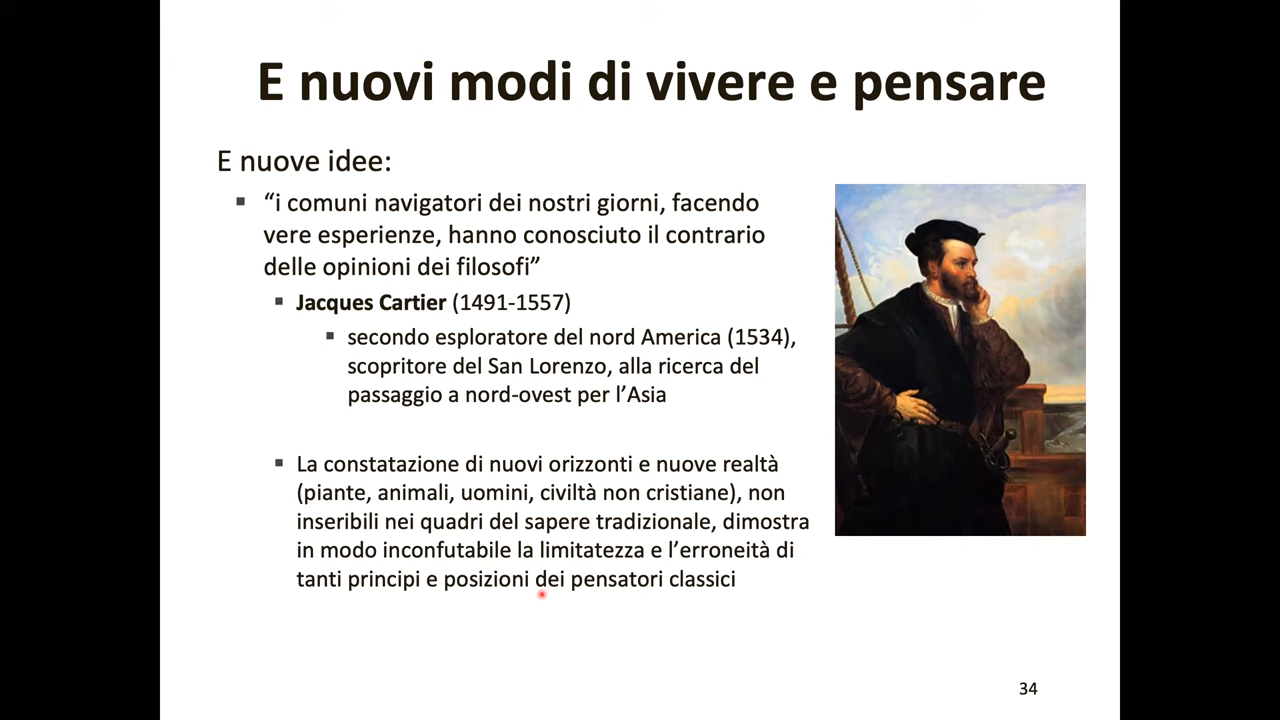 E nuovi modi di vivere e pensare
E nuove idee:
▪ “i comuni navigatori dei nostri giorni, facendo
vere esperienze, hanno conosciuto il contrario
delle opinioni dei filosofi”
▪ Jacques Cartier (1491-1557)
▪ secondo esploratore del nord America (1534),
scopritore del San Lorenzo, alla ricerca del
passaggio a nord-ovest per l’Asia
▪ La constatazione di nuovi orizzonti e nuove realtà
(piante, animali, uomini, civiltà non cristiane), non
inseribili nei quadri del sapere tradizionale, dimostra
in modo inconfutabile la limitatezza e l’erroneità di
tanti principi e posizioni dei pensatori classici
34